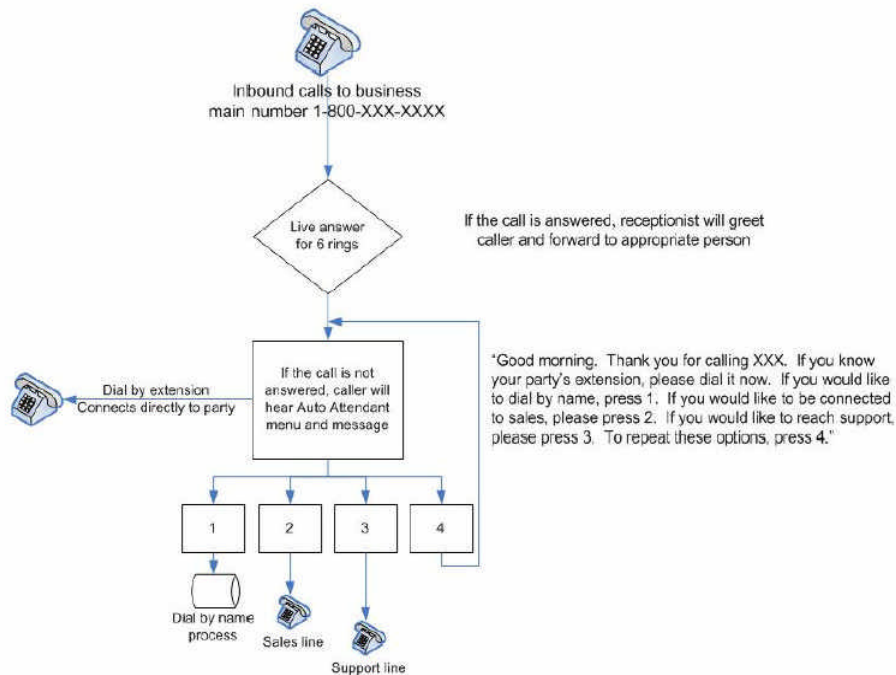 Inbound calls to business
main number 1-800-XXX-XXXX
Live answer
for 6 rings
If the call is answered, receptionist will greet
caller and forward to appropriate person
If the call is not
answered, caller will
hear Auto Attendant
menu and message
Dial by extension
Connects directly to party
"Good morning. Thank you for calling XXX. If you know
your party's extension, please dial it now. If you would like
to dial by name, press 1. If you would like to be connected
to sales, please press 2. If you would like to reach support,
please press 3. To repeat these options, press 4."
1
2
3
4
Dial by name
process
Sales line
Support line